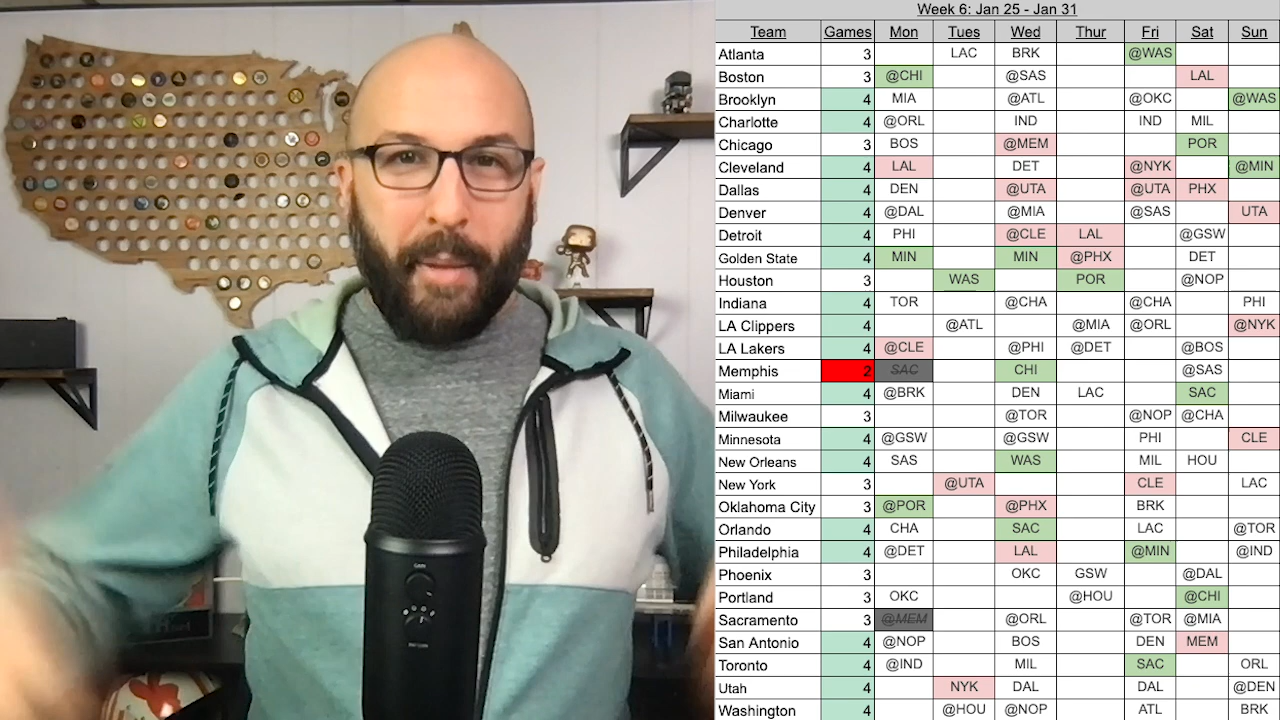 Week 6: Jan 25 - Jan 31
Team Games Mon Tues Wed Thur Fri Sat Sun
Atlanta 3 LAC BRK @WAS
Boston 3 @CHI @SAS LAL
Brooklyn 4 MIA @ATL @OKC @WAS
Charlotte 4 @ORL IND IND MIL
Chicago 3 BOS @MEM POR
Cleveland 4 LAL DET @NYK @MIN
Dallas 4 DEN @UTA @UTA PHX
Denver 4 @DAL @MIA @SAS UTA
Detroit 4 PHI @CLE LAL @GSW
Golden State 4 MIN MIN @PHX DET
Houston 3 WAS POR @NOP
Indiana 4 TOR @CHA @CHA PHI
LA Clippers 4 @ATL @MIA @ORL @NYK
LA Lakers 4 @CLE @PHI @DET @BOS
Memphis 2 SAC CHI @SAS
Miami 4 @BRK DEN LAC SAC
Milwaukee 3 @TOR @NOP @CHA
Minnesota 4 @GSW @GSW PHI CLE
New Orleans 4 SAS WAS MIL HOU
New York 3 @UTA CLE LAC
Oklahoma City 3 @POR @PHX BRK
Orlando 4 CHA SAC LAC @TOR
Philadelphia 4 @DET LAL @MIN @IND
Phoenix 3 OKC GSW @DAL
Portland 3 OKC @HOU @CHI
Sacramento 3 @MEM @ORL @TOR @MIA
San Antonio 4 @NOP BOS DEN MEM
Toronto 4 @IND MIL SAC ORL
Utah 4 NYK DAL DAL @DEN
Washington 4 @HOU @NOP ATL BRK